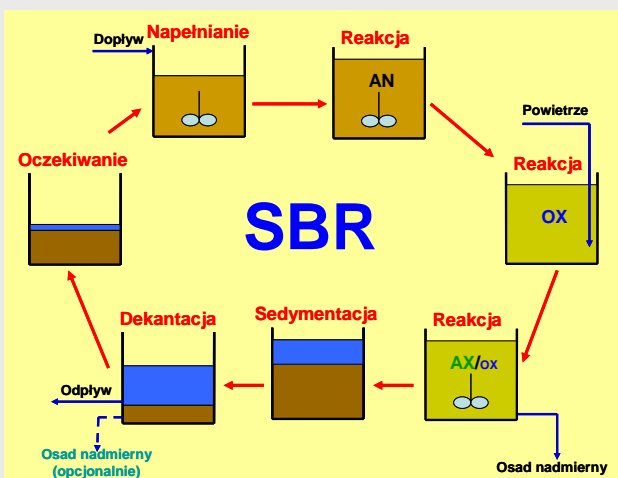 Dopływ
Napełnianie
Reakcja
AN
Powietrze
Reakcja
OX
Oczekiwanie
SBR
Dekantacja
Sedymentacja
Reakcja
AX/OX
Odpływ
Osad nadmierny
(opcjonalnie)
Osad nadmierny